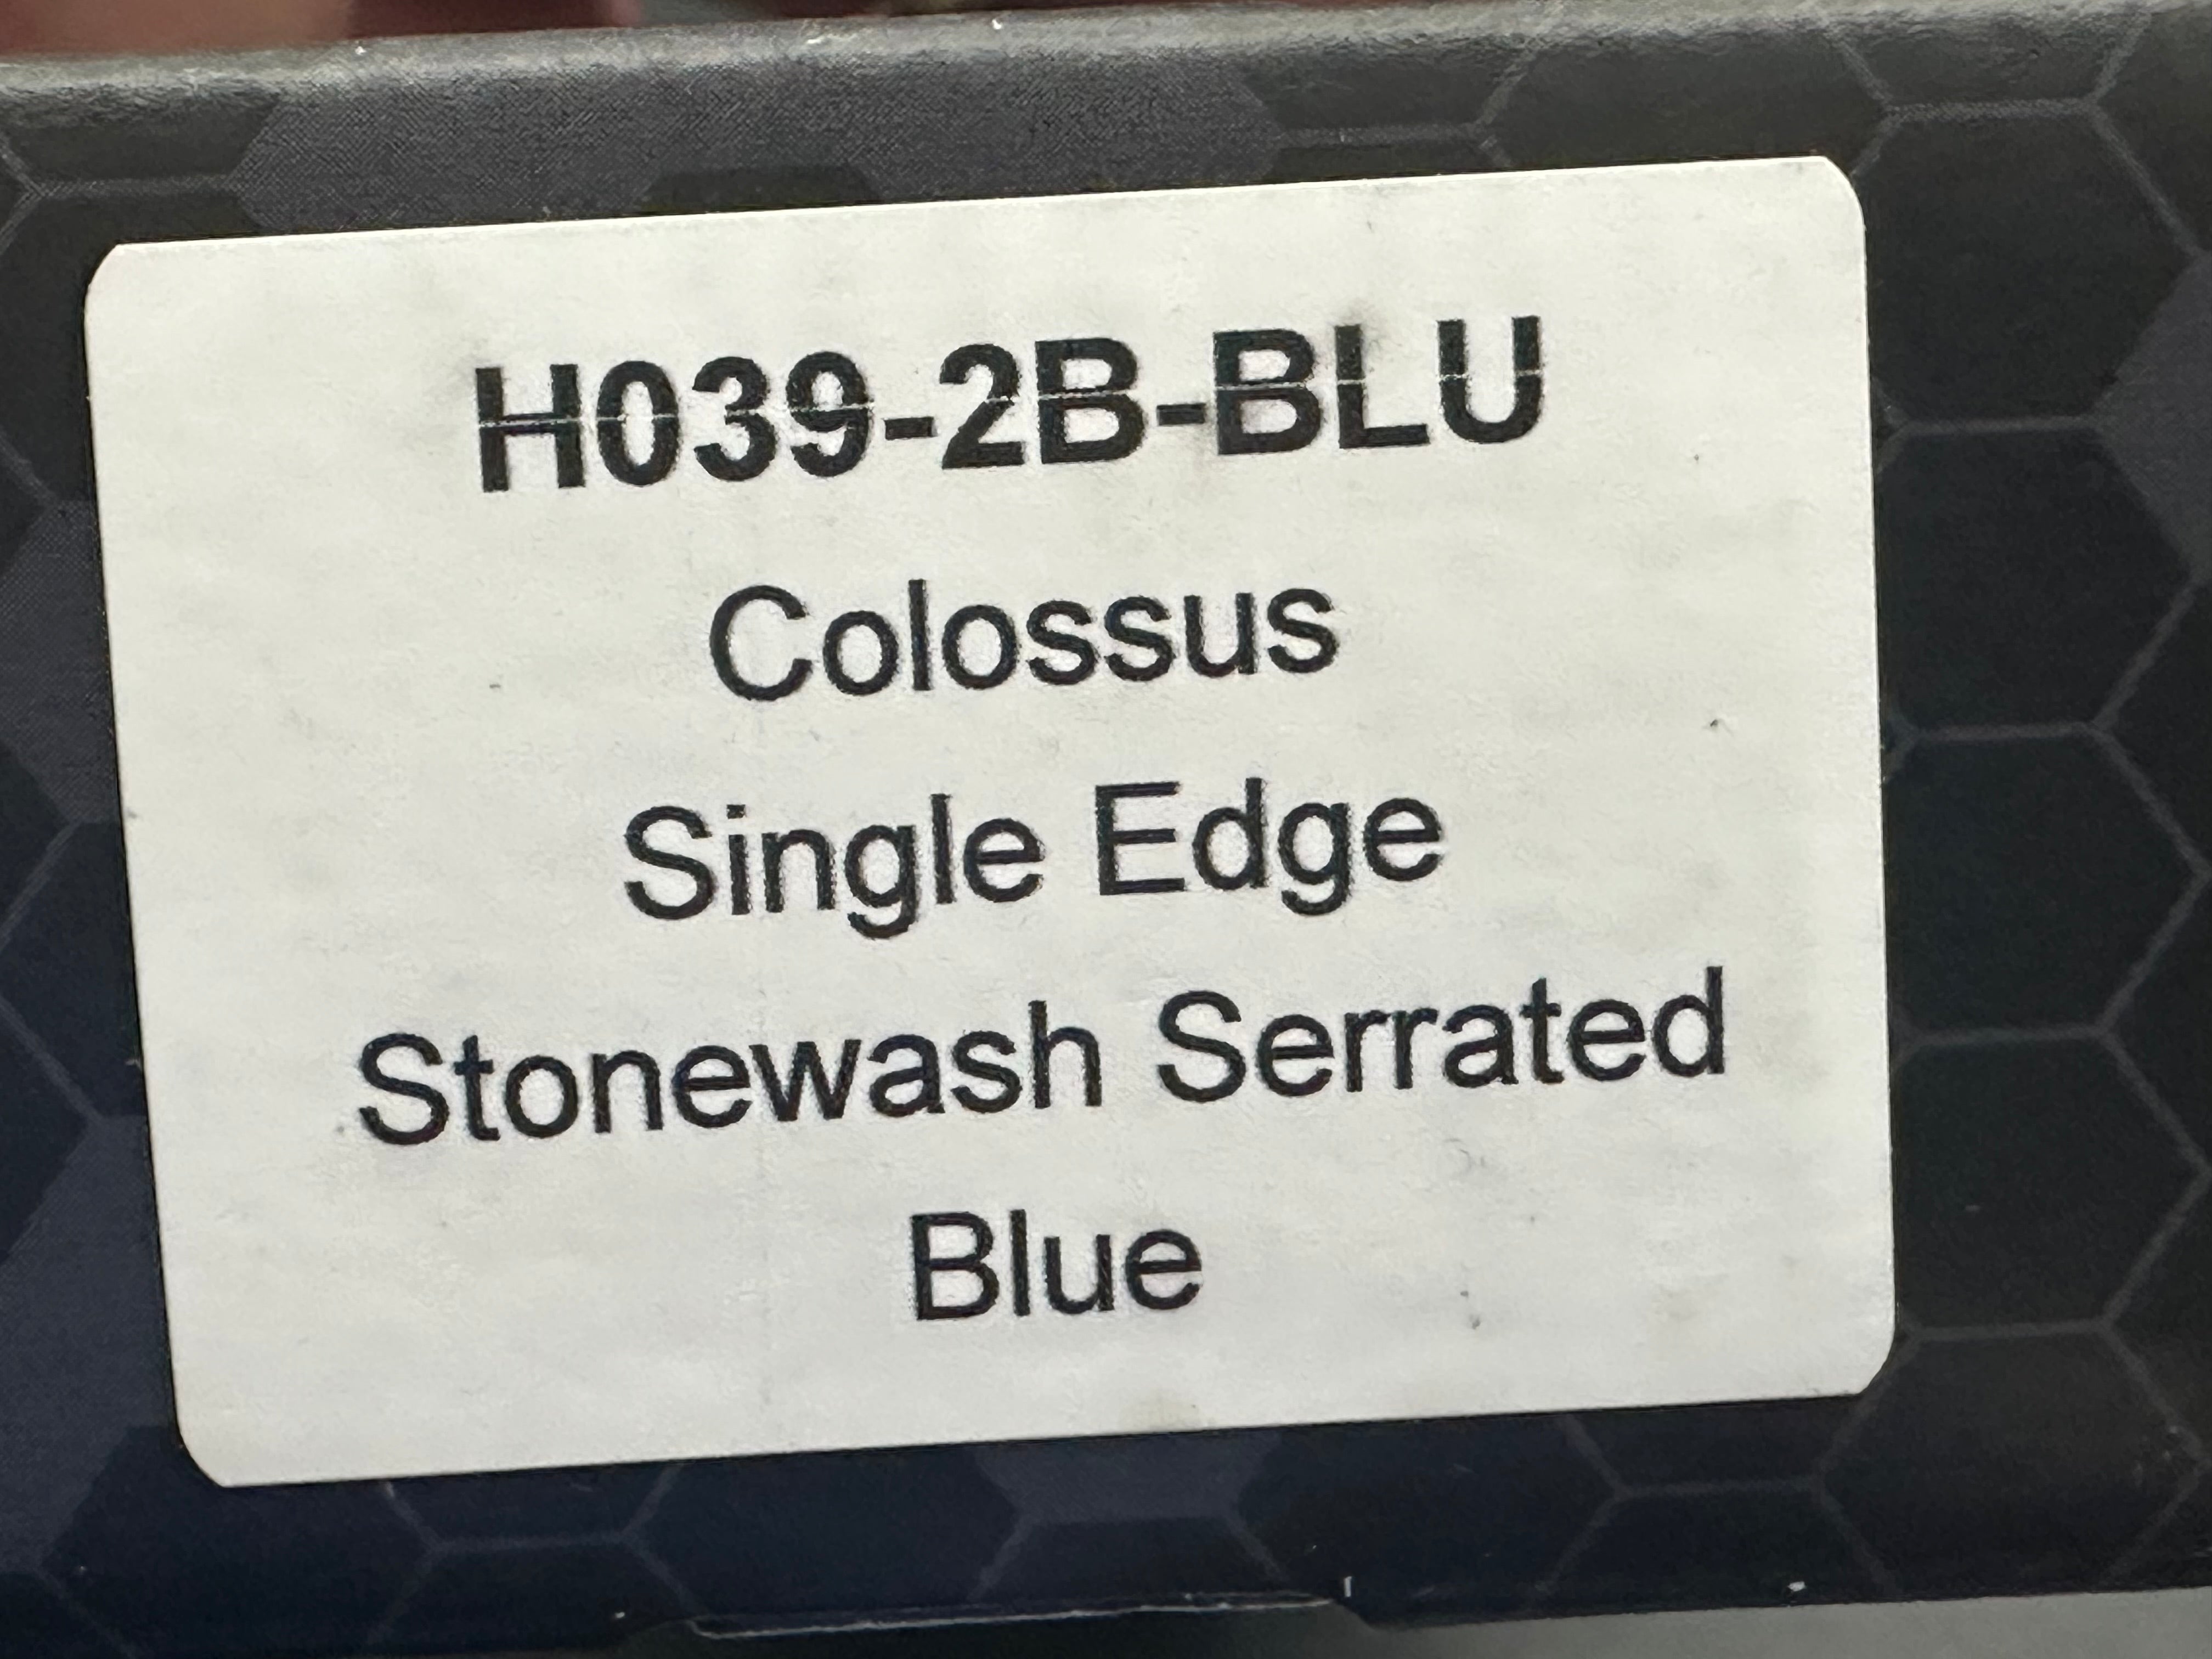 H039-2B-BLU
Colossus
Single Edge
Stonewash Serrated
Blue